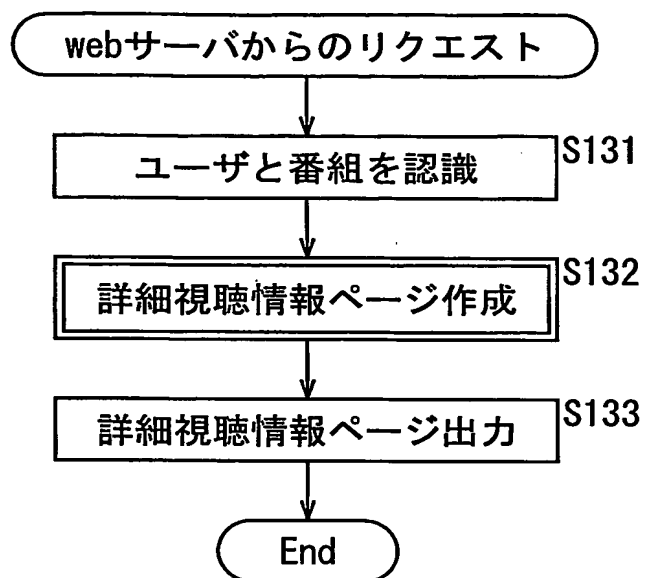 webサーバからのリクエスト
ユーザと番組を認識
S131
詳細視聴情報ページ作成
S132
詳細視聴情報ページ出力
S133
End